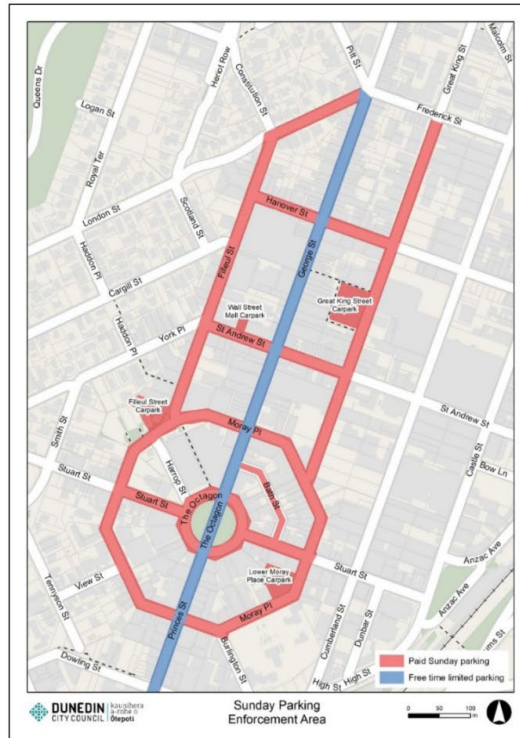 Pitt St
Great King St
Malcolm St
Queens Dr
Heriot Row
Constitution St
Logan St
Frederick St
Royal Ter
London St
Scotland St
Hanover St
George St
Haddon Pl
Filleul St
Cargill St
Great King Street
Carpark
Wall Street
Mall Carpark
Haddon Pl
York Pl
St Andrew St
Filleul Street
Carpark
Smith St
Moray Pl
St Andrew St
Castle St
Bow Ln
Stuart St
Harrop St
Bath St
Stuart St
The Octagon
The Octagon
Stuart St
Anzac Ave
View St
Lower Moray
Place Carpark
Tennyson St
Princes St
Moray Pl
Cumberland St
Dunbar St
Anzac Ave
Burlington St
Dowling St
High St
High St
ms St
Paid Sunday parking
Free time limited parking
DUNEDIN
CITY COUNCIL
kaunihera
a-rohe o
Ōtepoti
Sunday Parking
Enforcement Area
0
50
100
m